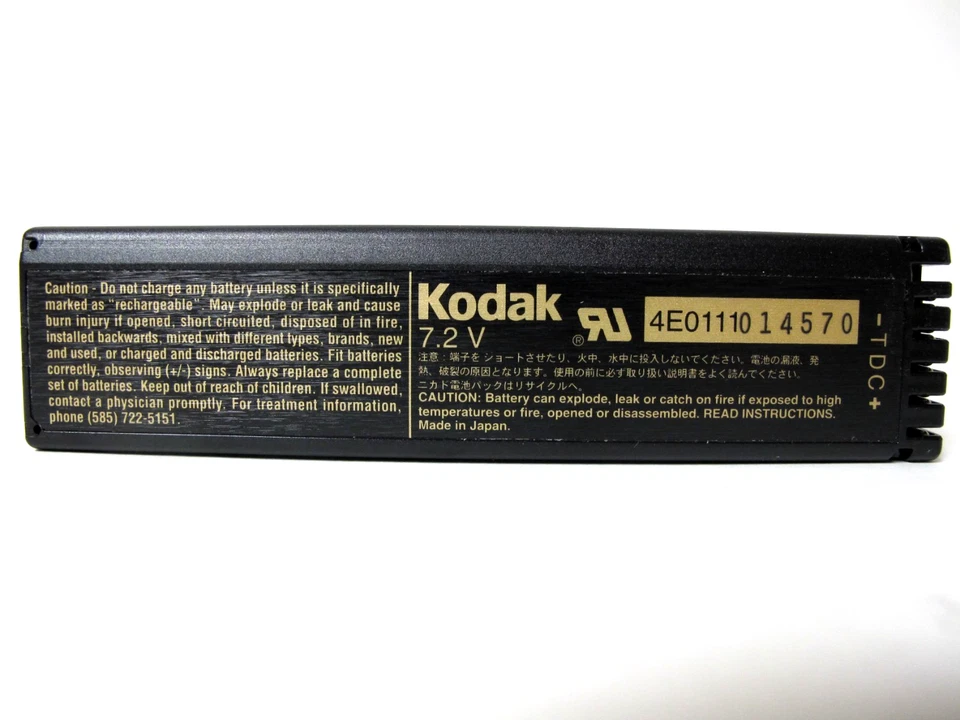 Caution - Do not charge any battery unless it is specifically
marked as "rechargeable". May explode or leak and cause
burn injury if opened, short circuited, disposed of in fire,
installed backwards, mixed with different types, brands, new
and used, or charged and discharged batteries. Fit batteries
correctly, observing (+/-) signs. Always replace a complete
set of batteries. Keep out of reach of children. If swallowed,
contact a physician promptly. For treatment information,
phone (585) 722-5151.
Kodak
7.2 V
® RU
4E0111014570
注意：端子をショートさせたり、火中、水中に投入しないでください。電池の漏液、発
熱、破裂の原因となります。使用の前に必ず取り扱い説明書をよく読んでください。
ニカド電池パックはリサイクルへ。
CAUTION: Battery can explode, leak or catch on fire if exposed to high
temperatures or fire, opened or disassembled. READ INSTRUCTIONS.
Made in Japan.
- T D C +